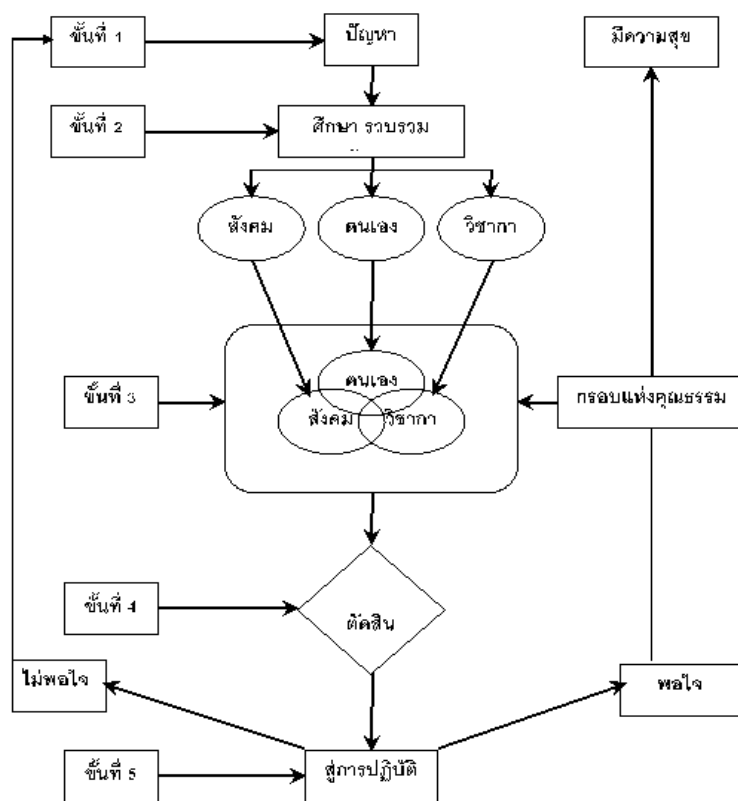 ขั้นที่ 1
ปัญหา
มีความสุข
ขั้นที่ 2
ศึกษา รวบรวม
สังคม
ตนเอง
วิชากา
ขั้นที่ 3
ตนเอง
สังคม
วิชากา
กรอบแห่งคุณธรรม
ขั้นที่ 4
ตัดสิน
ไม่พอใจ
พอใจ
ขั้นที่ 5
สู่การปฏิบัติ